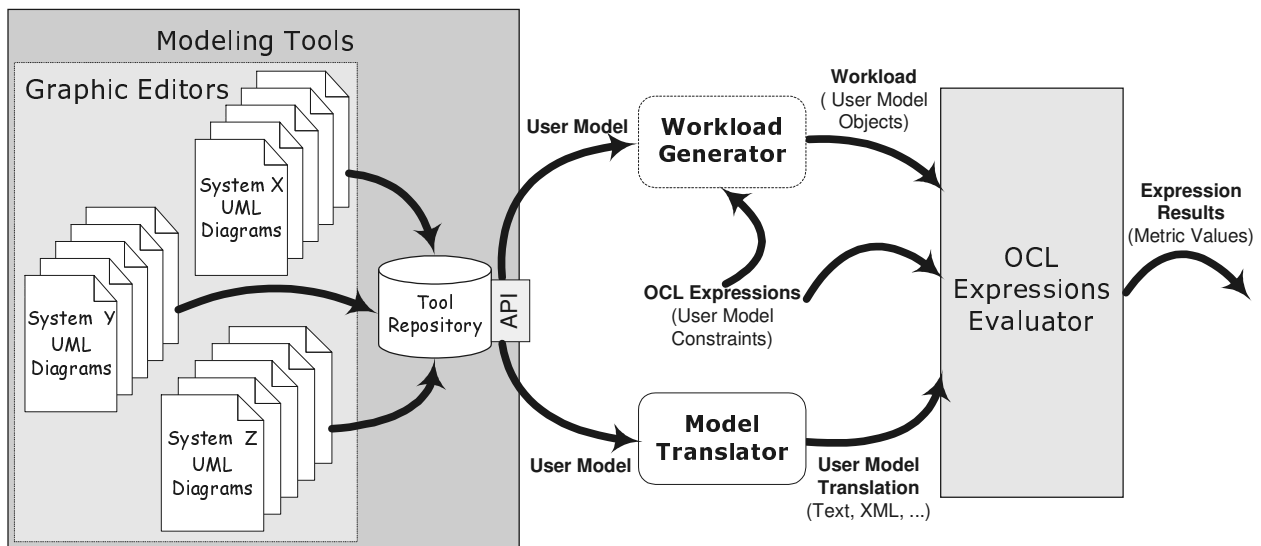 Modeling Tools
Graphic Editors
System X
UML
Diagrams
System Y
UML
Diagrams
System Z
UML
Diagrams
Tool
Repository
API
User Model
User Model
Workload
Generator
Workload
( User Model
Objects)
OCL Expressions
(User Model
Constraints)
Model
Translator
User Model
Translation
(Text, XML, ...)
OCL
Expressions
Evaluator
Expression
Results
(Metric Values)